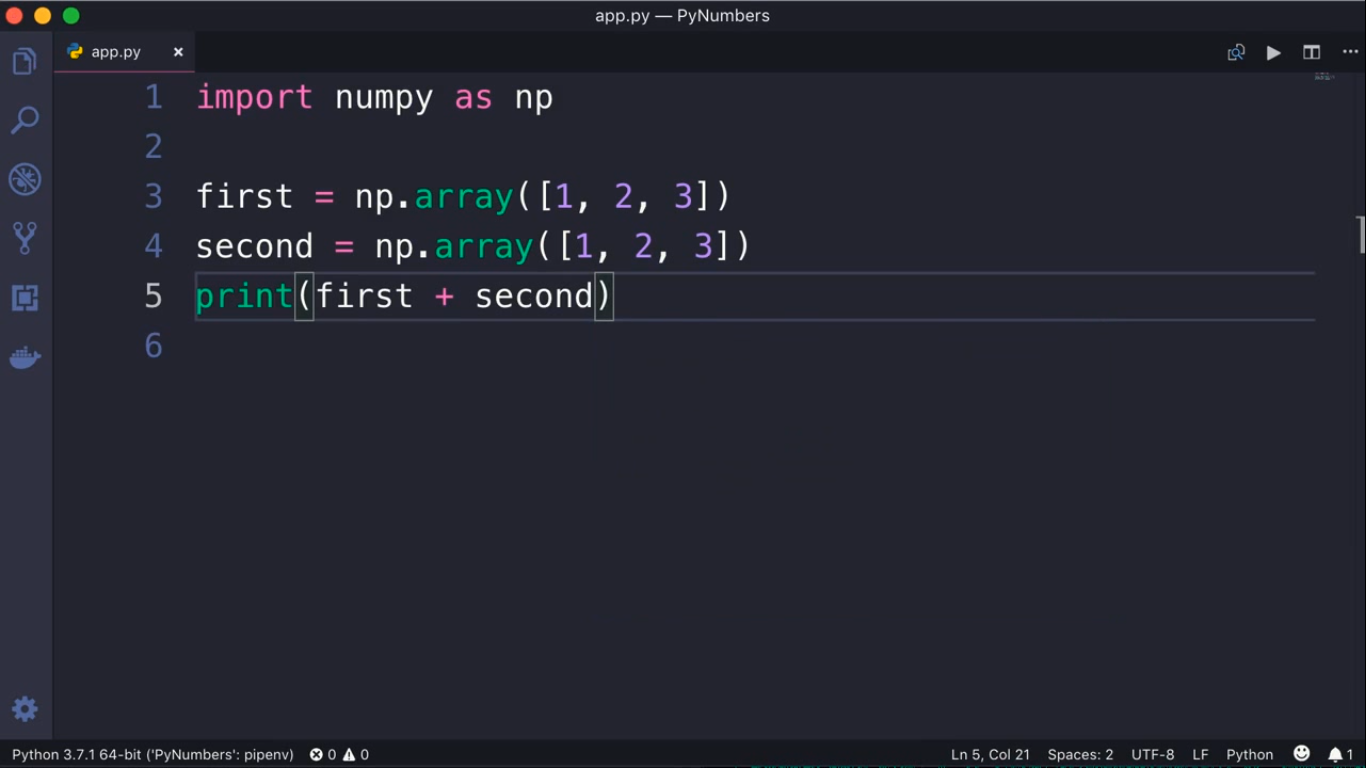 app.py — PyNumbers
app.py
1 import numpy as np
2
3 first = np.array([1, 2, 3])
4 second = np.array([1, 2, 3])
5 print(first + second)
6
Python 3.7.1 64-bit ('PyNumbers': pipenv) 0 0 Ln 5, Col 21 Spaces: 2 UTF-8 LF Python 1